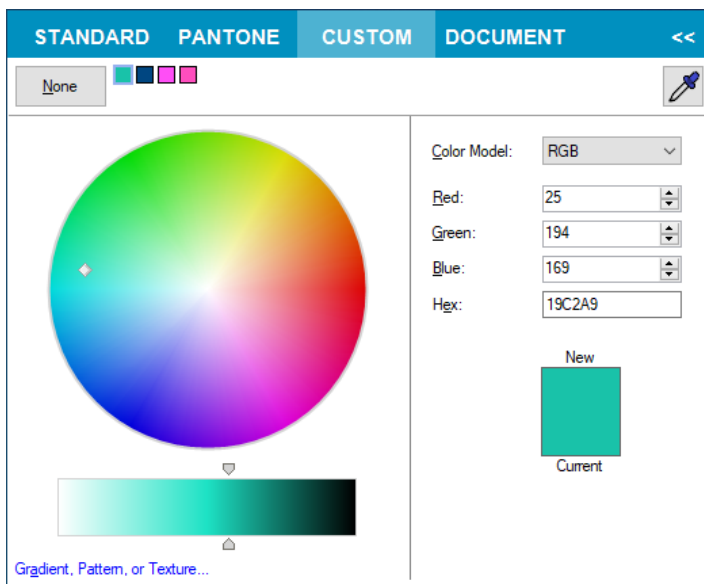 STANDARD PANTONE CUSTOM DOCUMENT <<
None
Color Model: RGB
Red: 25
Green: 194
Blue: 169
Hex: 19C2A9
New
Current
Gradient, Pattern, or Texture...